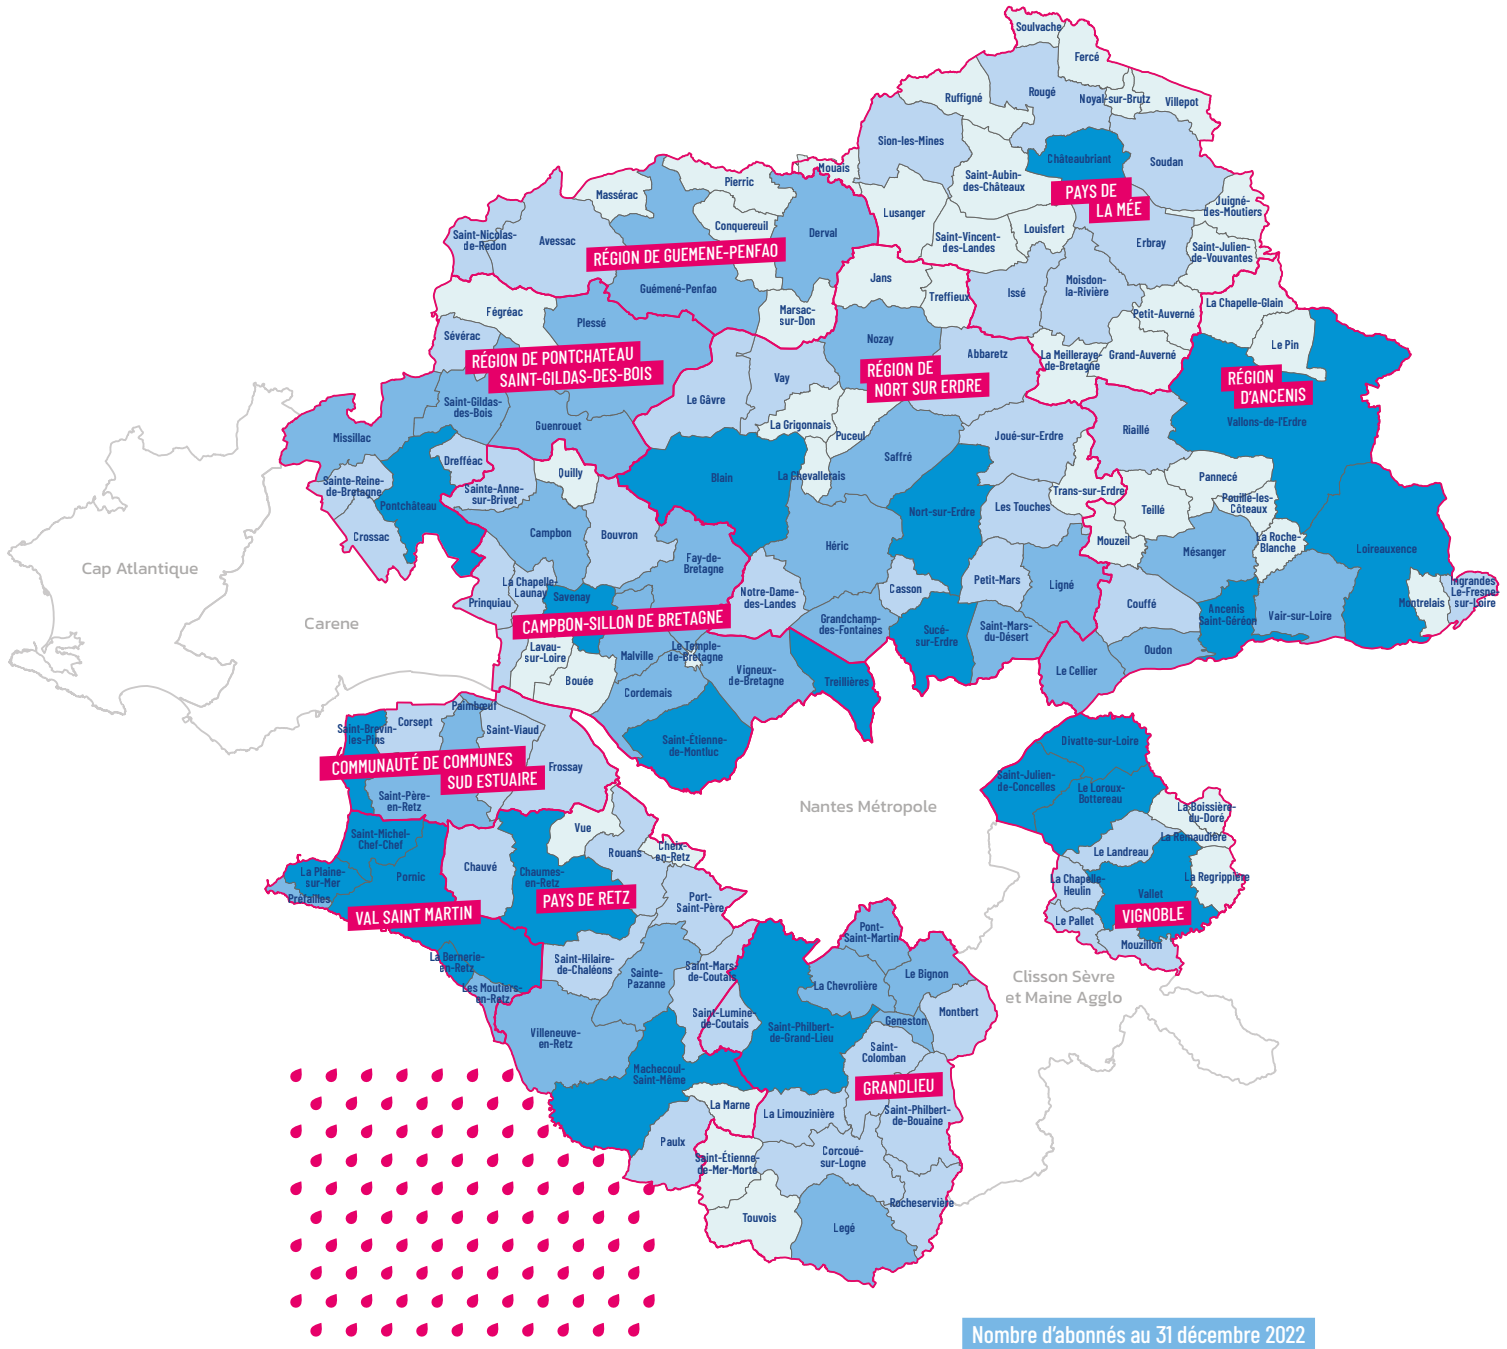 Soulvache
Fercé
Rougé
Ruffigné
Noyal-sur-Brutz
Villepot
Sion-les-Mines
Châteaubriant
Soudan
Mouais
Saint-Aubin-
des-Châteaux
PAYS DE
LA MÉE
Juigné-
des-Moutiers
Pierric
Massérac
Conquereuil
Lusanger
Derval
Louisfert
Saint-Vincent-
des-Landes
Erbray
Saint-Julien-
de-Vouvantes
Saint-Nicolas-
de-Redon
Avessac
RÉGION DE GUEMENE-PENFAO
Guémené-Penfao
Jans
Treffieux
Issé
Moisdon-
la-Rivière
Petit-Auverné
La Chapelle-Glain
Fégréac
Plessé
Marsac-
sur-Don
Sévérac
Nozay
Abbaretz
La Meilleraye-
de-Bretagne
Grand-Auverné
Le Pin
RÉGION DE PONTCHATEAU
SAINT-GILDAS-DES-BOIS
RÉGION DE
NORT SUR ERDRE
RÉGION
D'ANCENIS
Vay
Le Gâvre
Saint-Gildas-
des-Bois
Guenrouet
La Grigonnais
Puceul
Vallons-de-l'Erdre
Missillac
Joué-sur-Erdre
Riaillé
Drefféac
Quilly
Blain
La Chevallerais
Saffré
Sainte-Reine-
de-Bretagne
Sainte-Anne-
sur-Brivet
Pontchâteau
Trans-sur-Erdre
Pannecé
Pouillé-les-
Côteaux
Teillé
Nort-sur-Erdre
Les Touches
Crossac
Campbon
Bouvron
Héric
Mouzeil
Mésanger
La Roche-
Blanche
Loireauxence
Cap Atlantique
Fay-de-
Bretagne
La Chapelle-
Launay
Savenay
Prinquiau
Notre-Dame-
des-Landes
Casson
Petit-Mars
Ligné
Couffé
Ancenis
Saint-Géréon
Vair-sur-Loire
Montrelais
Ingrandes
Le-Fresne
sur-Loire
Carene
CAMPBON-SILLON DE BRETAGNE
Grandchamp-
des-Fontaines
Sucé-
sur-Erdre
Saint-Mars-
du-Désert
Oudon
Lavau-
sur-Loire
Malville
Le Temple-
de-Bretagne
Bouée
Cordemais
Vigneux-
de-Bretagne
Treillières
Le Cellier
Paimbœuf
Saint-Brevin-
les-Pins
Corsept
Saint-Viaud
Saint-Étienne-
de-Montluc
Divatte-sur-Loire
COMMUNAUTÉ DE COMMUNES
SUD ESTUAIRE
Frossay
Saint-Julien-
de-Concelles
Le Loroux-
Bottereau
Saint-Père-
en-Retz
Nantes Métropole
La Boissière-
du-Doré
Saint-Michel-
Chef-Chef
Vue
La Remaudière
Rouans
Cheix-
en-Retz
Le Landreau
Chauvé
La Plaine-
sur-Mer
Pornic
Chaumes-
en-Retz
La Chapelle-
Heulin
La Regrippière
Vallet
Préfailles
PAYS DE RETZ
Port-
Saint-Père
VAL SAINT MARTIN
Le Pallet
VIGNOBLE
Mouzillon
Pont-
Saint-Martin
La Bernerie-
en-Retz
Saint-Hilaire-
de-Chaléons
Sainte-
Pazanne
Saint-Mars-
de-Coutais
Le Bignon
La Chevrolière
Clisson Sèvre
et Maine Agglo
Les Moutiers-
en-Retz
Saint-Lumine-
de-Coutais
Geneston
Montbert
Villeneuve-
en-Retz
Saint-Philbert-
de-Grand-Lieu
Saint-
Colomban
Machecoul-
Saint-Même
GRANDLIEU
La Marne
La Limouzinière
Saint-Philbert-
de-Bouaine
Paulx
Saint-Étienne-
de-Mer-Morte
Corcoué-
sur-Logne
Rocheservière
Touvois
Legé
Nombre d'abonnés au 31 décembre 2022